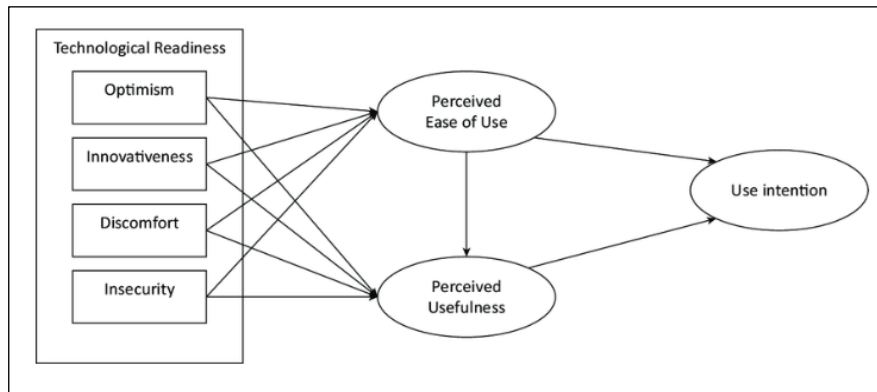 Technological Readiness
Optimism
Innovativeness
Discomfort
Insecurity
Perceived
Ease of Use
Perceived
Usefulness
Use intention